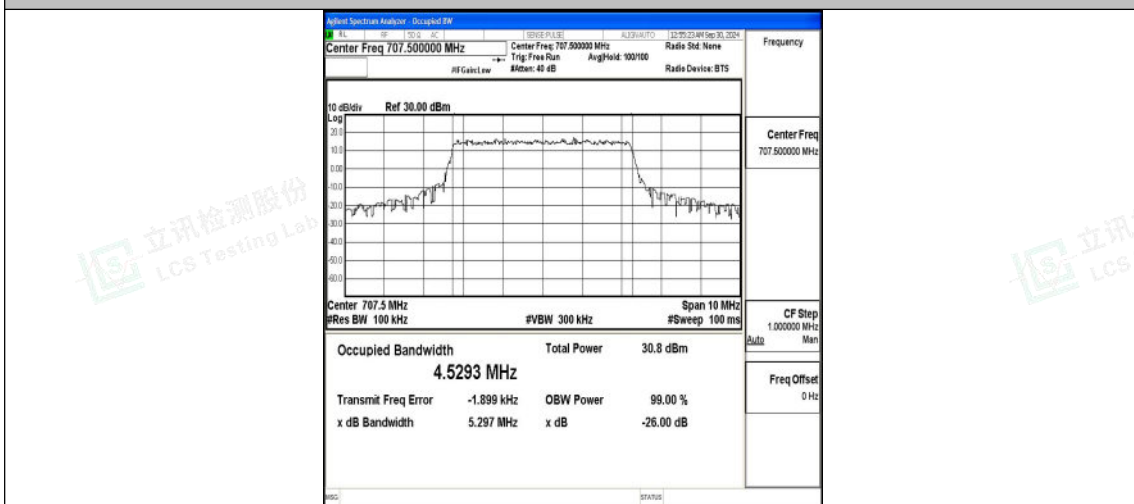 Agilent Spectrum Analyzer - Occupied BW
RL RF 50 Ω AC SENSE:PULSE ALIGNAUTO 12:55:23 AM Sep 30, 2024
Center Freq 707.500000 MHz
Center Freq: 707.500000 MHz
Radio Std: None
Trig: Free Run Avg|Hold: 100/100
#IFGain:Low #Atten: 40 dB Radio Device: BTS
Frequency
10 dB/div Ref 30.00 dBm
Log
20.0
10.0
0.00
-10.0
-20.0
-30.0
-40.0
-50.0
-60.0
Center 707.5 MHz Span 10 MHz
#Res BW 100 kHz #VBW 300 kHz #Sweep 100 ms
Occupied Bandwidth Total Power 30.8 dBm
4.5293 MHz
Transmit Freq Error -1.899 kHz OBW Power 99.00 %
x dB Bandwidth 5.297 MHz x dB -26.00 dB
Center Freq
707.500000 MHz
CF Step
1.000000 MHz
Auto Man
Freq Offset
0 Hz
MSG STATUS
立讯检测股份
LCS Testing Lab
立讯
LCS